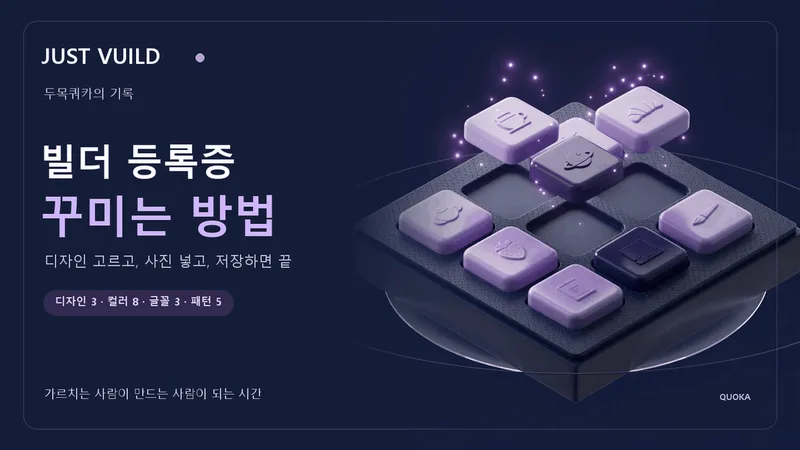 JUST VUILD
두목쿼카의 기록
빌더 등록증
꾸미는 방법
디자인 고르고, 사진 넣고, 저장하면 끝
디자인 3 · 컬러 8 · 글꼴 3 · 패턴 5
가르치는 사람이 만드는 사람이 되는 시간
QUOKA